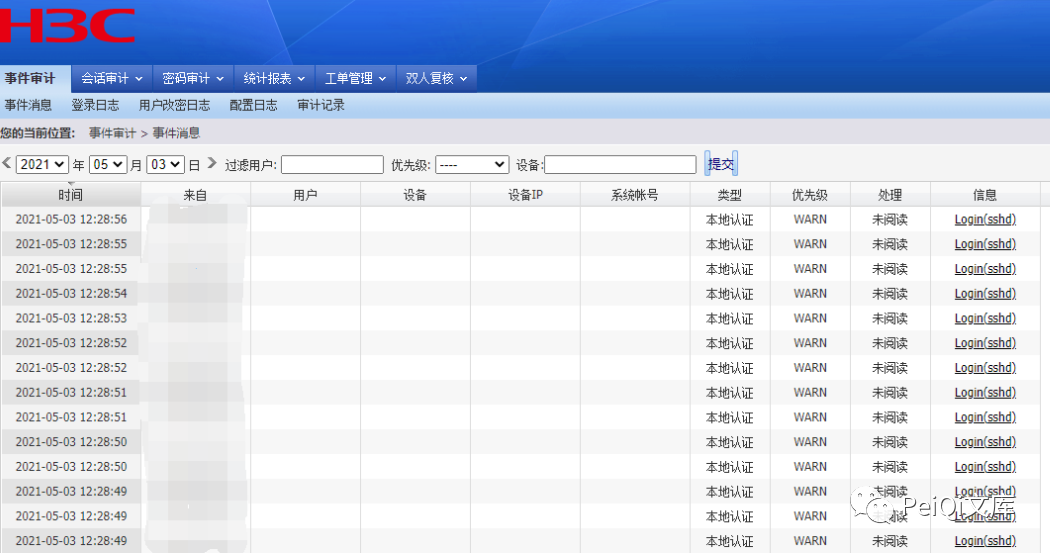 H3C
事件审计 会话审计 密码审计 统计报表 工单管理 双人复核
事件消息 登录日志 用户改密日志 配置日志 审计记录
您的当前位置: 事件审计 > 事件消息
< 2021 年 05 月 03 日 > 过滤用户: 优先级: ---- 设备: 提交
时间 来自 用户 设备 设备IP 系统帐号 类型 优先级 处理 信息
2021-05-03 12:28:56 本地认证 WARN 未阅读 Login(sshd)
2021-05-03 12:28:55 本地认证 WARN 未阅读 Login(sshd)
2021-05-03 12:28:55 本地认证 WARN 未阅读 Login(sshd)
2021-05-03 12:28:54 本地认证 WARN 未阅读 Login(sshd)
2021-05-03 12:28:53 本地认证 WARN 未阅读 Login(sshd)
2021-05-03 12:28:52 本地认证 WARN 未阅读 Login(sshd)
2021-05-03 12:28:52 本地认证 WARN 未阅读 Login(sshd)
2021-05-03 12:28:51 本地认证 WARN 未阅读 Login(sshd)
2021-05-03 12:28:51 本地认证 WARN 未阅读 Login(sshd)
2021-05-03 12:28:50 本地认证 WARN 未阅读 Login(sshd)
2021-05-03 12:28:50 本地认证 WARN 未阅读 Login(sshd)
2021-05-03 12:28:49 本地认证 WARN 未阅读 Login(sshd)
PeiQi文库
2021-05-03 12:28:49 本地认证 WARN 未阅读 Login(sshd)
2021-05-03 12:28:49 本地认证 WARN 未阅读 Login(sshd)